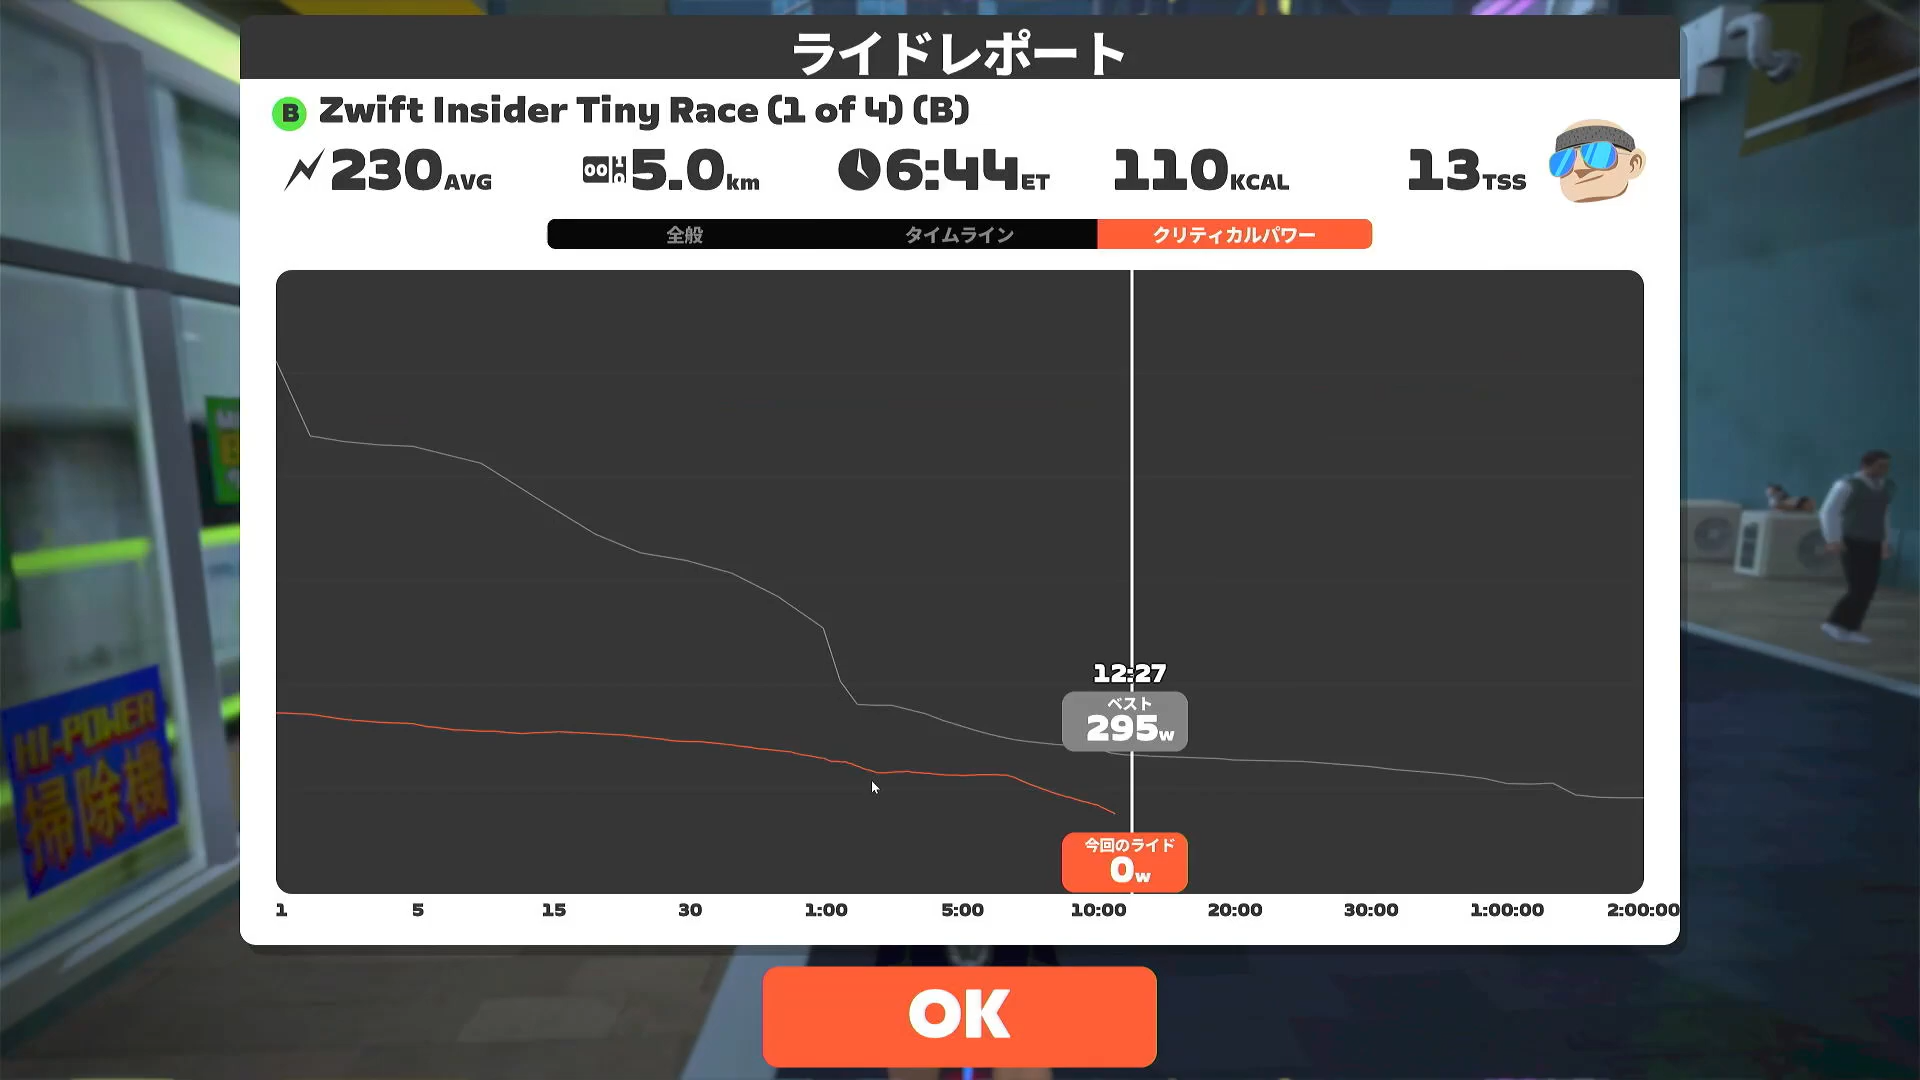 ライドレポート
B Zwift Insider Tiny Race (1 of 4) (B)
230AVG 5.0km 6:44ET 110KCAL 13TSS
全般 タイムライン クリティカルパワー
12:27
ベスト
295w
今回のライド
0w
1 5 15 30 1:00 5:00 10:00 20:00 30:00 1:00:00 2:00:00
OK
HI-POWER
掃除機